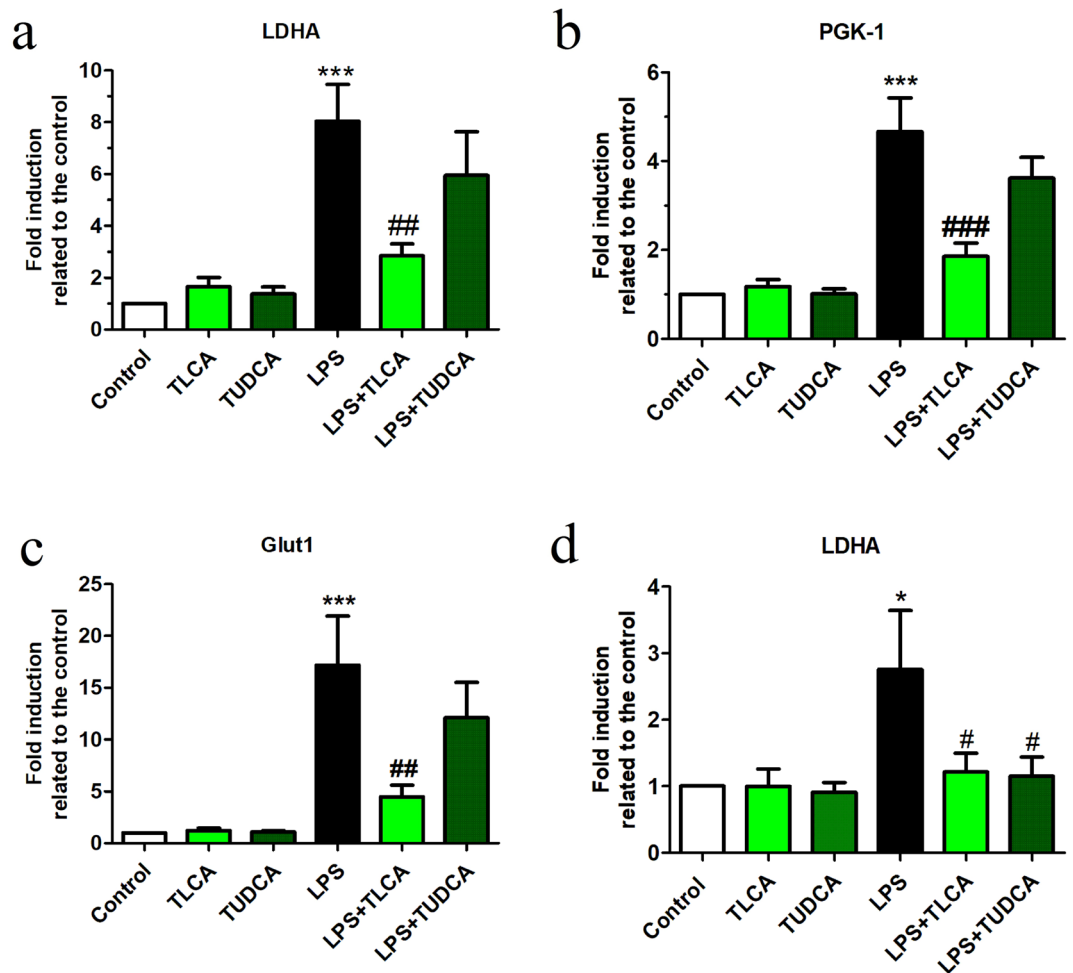 a
LDHA
Fold induction
related to the control
10
8
6
4
2
0
***
##
Control
TLCA
TUDCA
LPS
LPS+TLCA
LPS+TUDCA
b
PGK-1
Fold induction
related to the control
6
4
2
0
***
###
Control
TLCA
TUDCA
LPS
LPS+TLCA
LPS+TUDCA
c
Glut1
Fold induction
related to the control
25
20
15
10
5
0
***
##
Control
TLCA
TUDCA
LPS
LPS+TLCA
LPS+TUDCA
d
LDHA
Fold induction
related to the control
4
3
2
1
0
*
#
#
Control
TLCA
TUDCA
LPS
LPS+TLCA
LPS+TUDCA